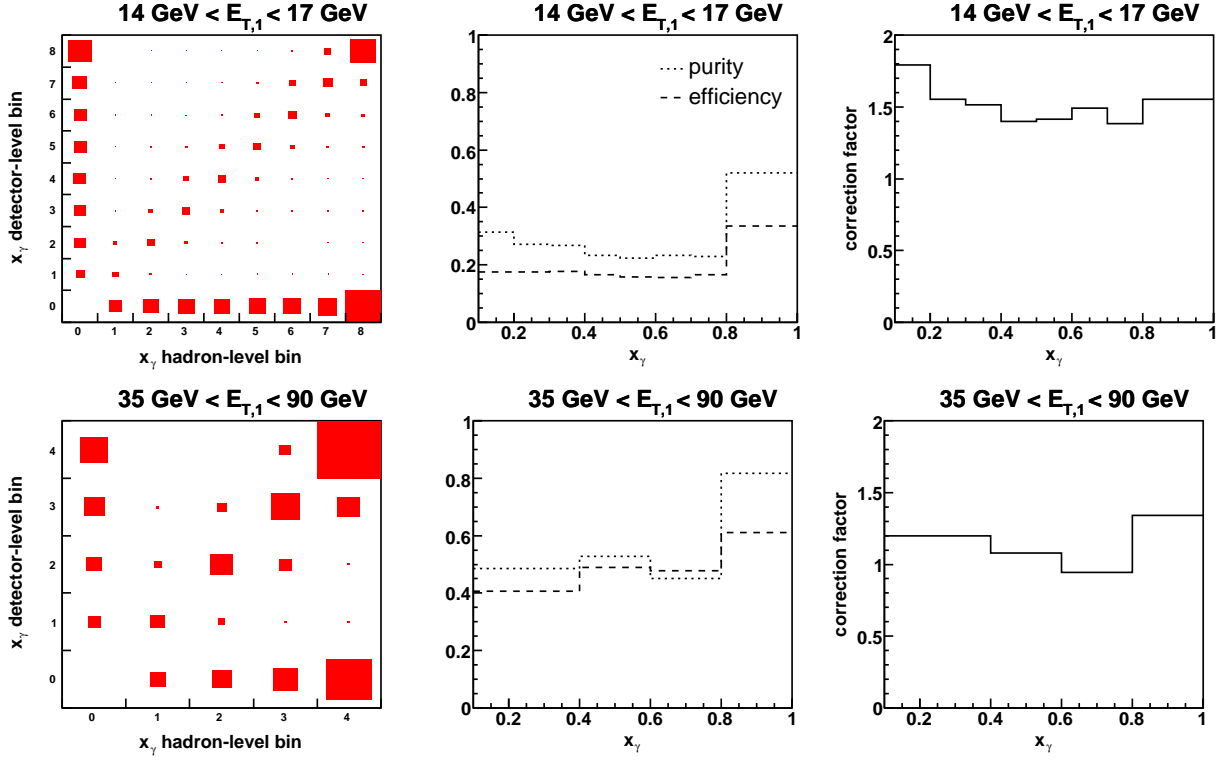 14 GeV < E_T,1 < 17 GeV
8
7
6
5
4
3
2
1
0
x_γ detector-level bin
0 1 2 3 4 5 6 7 8
x_γ hadron-level bin
14 GeV < E_T,1 < 17 GeV
purity
efficiency
1
0.8
0.6
0.4
0.2
0
0.2 0.4 0.6 0.8 1
x_γ
14 GeV < E_T,1 < 17 GeV
2
1.5
1
0.5
0
correction factor
0.2 0.4 0.6 0.8 1
x_γ
35 GeV < E_T,1 < 90 GeV
4
3
2
1
0
x_γ detector-level bin
0 1 2 3 4
x_γ hadron-level bin
35 GeV < E_T,1 < 90 GeV
1
0.8
0.6
0.4
0.2
0
0.2 0.4 0.6 0.8 1
x_γ
35 GeV < E_T,1 < 90 GeV
2
1.5
1
0.5
0
correction factor
0.2 0.4 0.6 0.8 1
x_γ